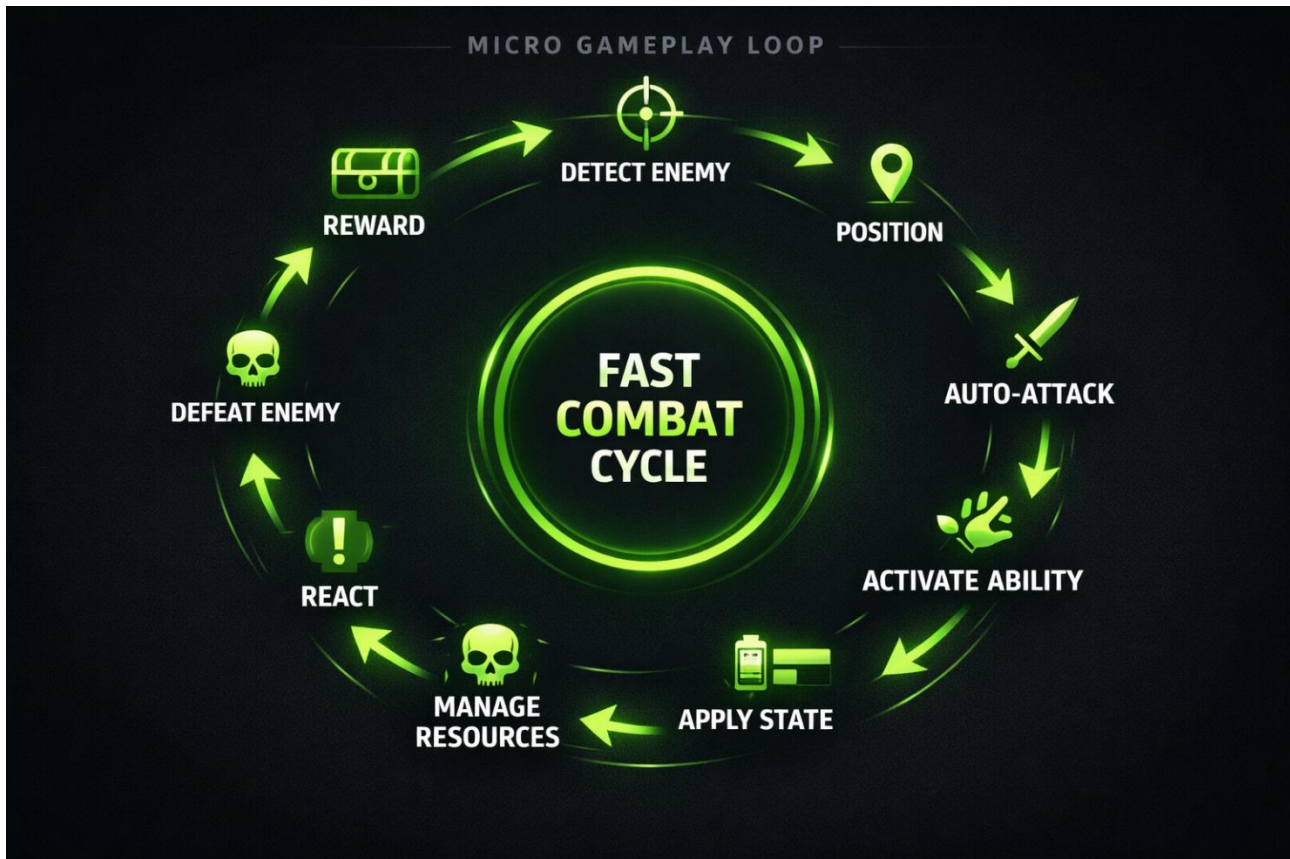 MICRO GAMEPLAY LOOP
DETECT ENEMY
POSITION
AUTO-ATTACK
ACTIVATE ABILITY
APPLY STATE
MANAGE
RESOURCES
REACT
DEFEAT ENEMY
REWARD
FAST
COMBAT
CYCLE